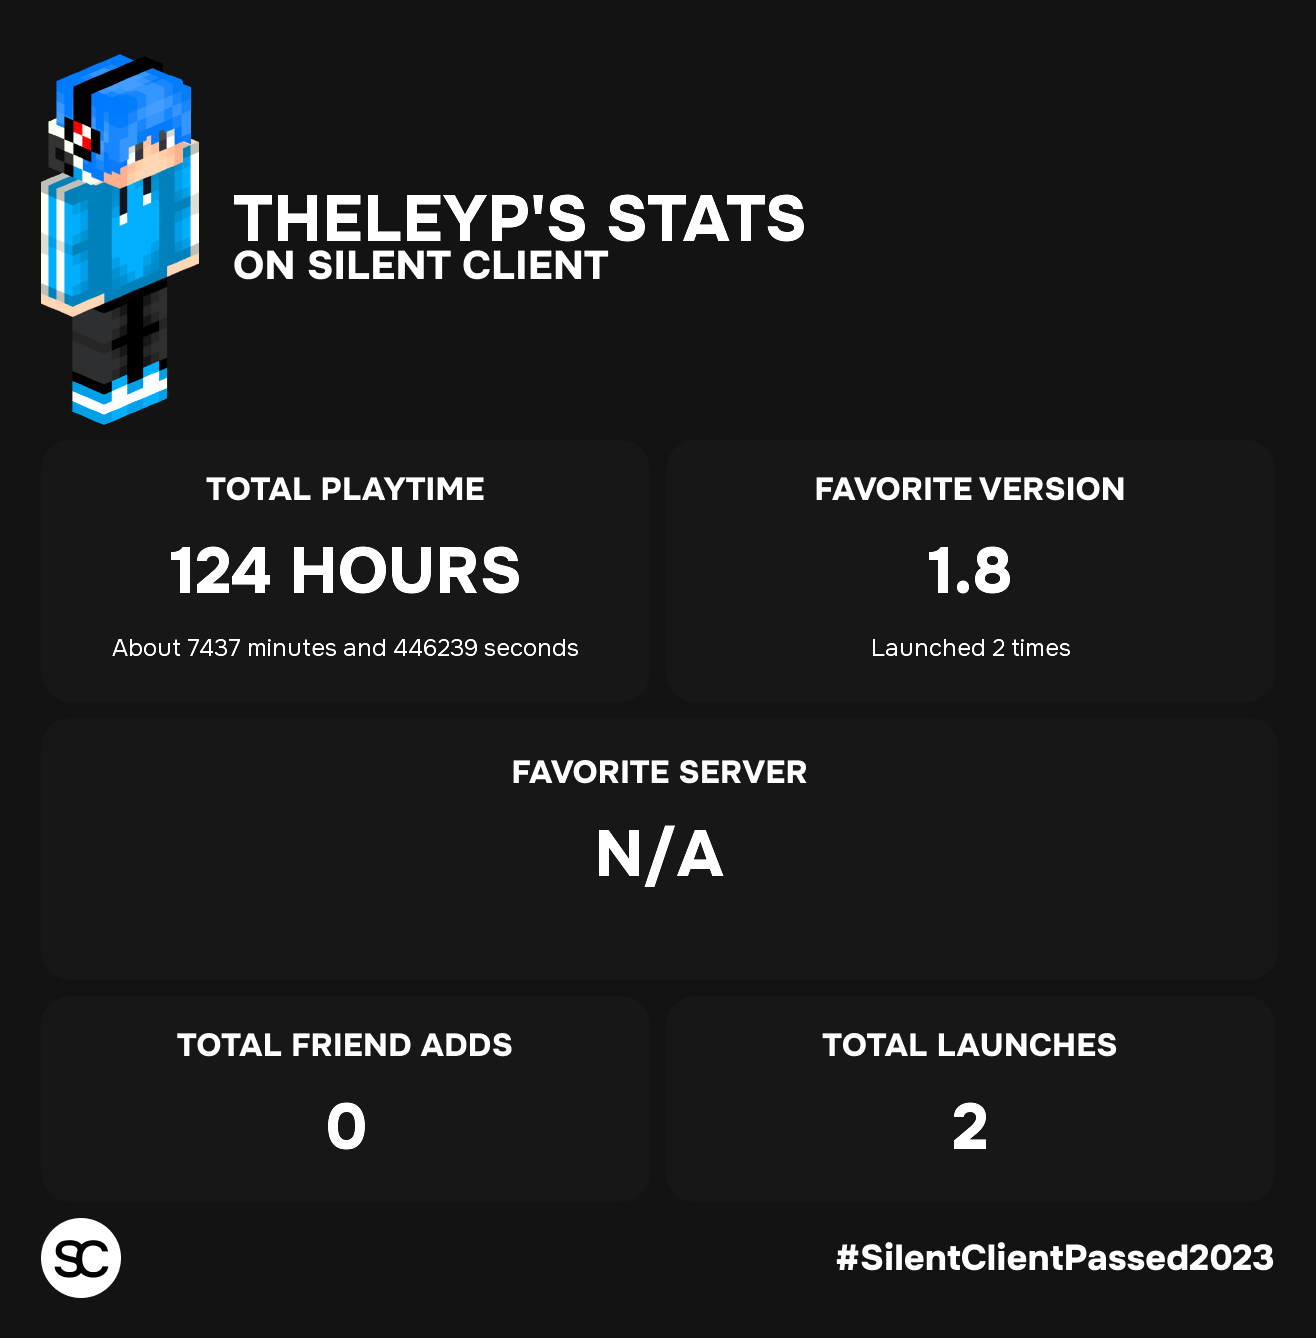 THELEYP'S STATS
ON SILENT CLIENT
TOTAL PLAYTIME
124 HOURS
About 7437 minutes and 446239 seconds
FAVORITE VERSION
1.8
Launched 2 times
FAVORITE SERVER
N/A
TOTAL FRIEND ADDS
0
TOTAL LAUNCHES
2
SC
#SilentClientPassed2023